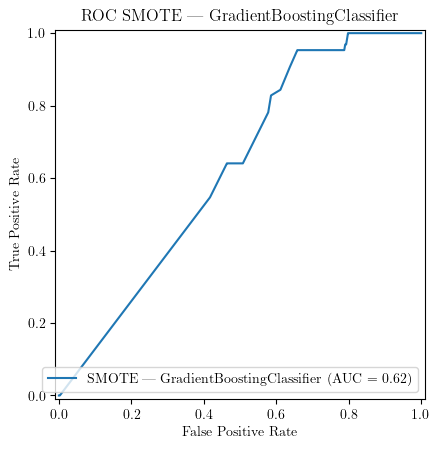 ROC SMOTE — GradientBoostingClassifier
1.0
0.8
0.6
0.4
0.2
0.0
True Positive Rate
SMOTE — GradientBoostingClassifier (AUC = 0.62)
0.0 0.2 0.4 0.6 0.8 1.0
False Positive Rate